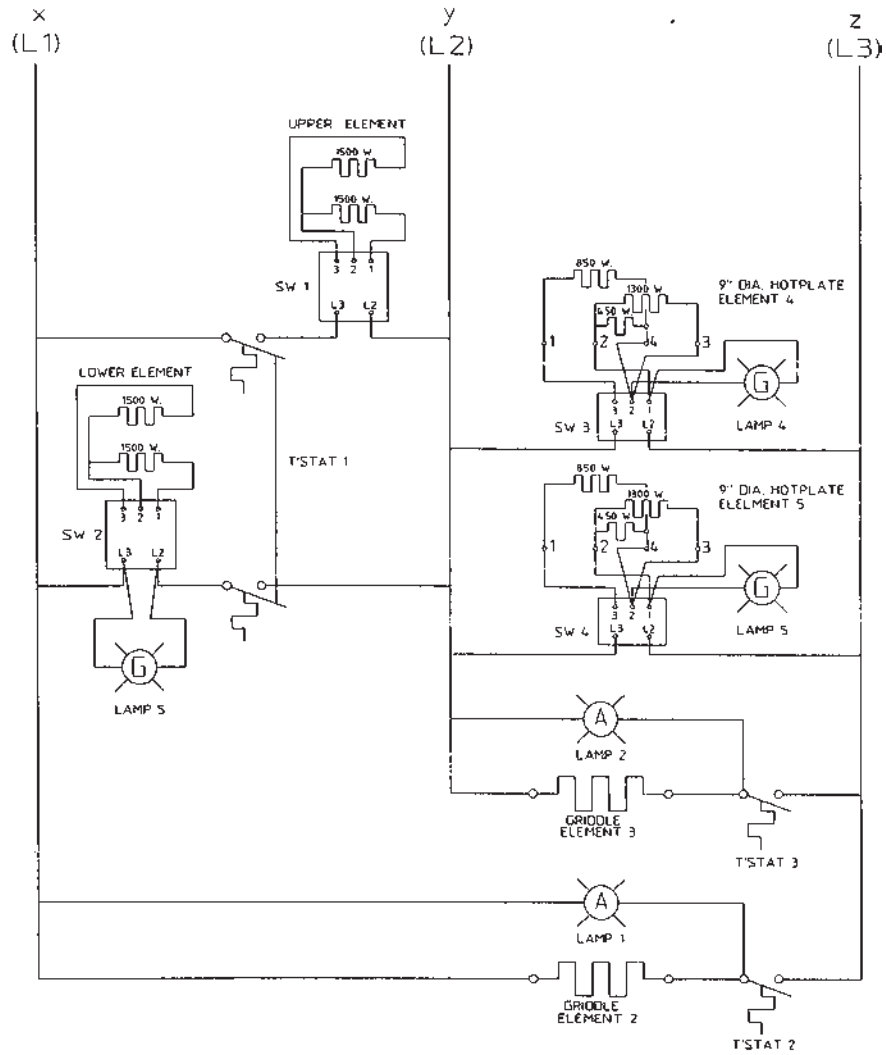 x
(L1)
y
(L2)
z
(L3)
UPPER ELEMENT
1500 W.
1500 W.
3 2 1
SW 1
L3 L2
LOWER ELEMENT
1500 W.
1500 W.
3 2 1
SW 2
L3 L2
T'STAT 1
G
LAMP 5
850 W.
1300 W
450 W.
9" DIA. HOTPLATE
ELEMENT 4
1 2 4 3
3 2 1
L3 L2
SW 3
G
LAMP 4
850 W.
1300 W.
450 W.
9" DIA. HOTPLATE
ELELMENT 5
1 2 4 3
3 2 1
L3 L2
SW 4
G
LAMP 5
A
LAMP 2
GRIDDLE
ELEMENT 3
T'STAT 3
A
LAMP 1
GRIDDLE
ELEMENT 2
T'STAT 2